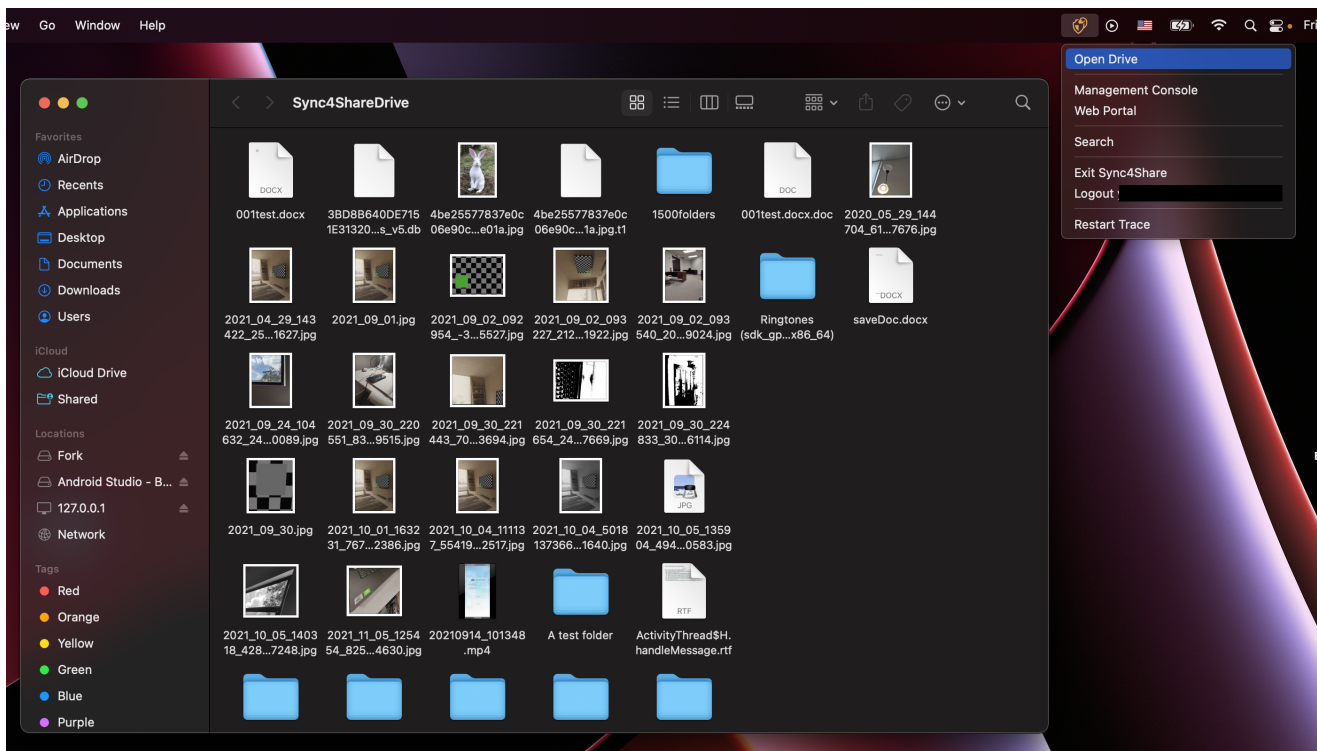 ew Go Window Help
Fri
Open Drive
Management Console
Web Portal
Search
Exit Sync4Share
Logout
Restart Trace
Sync4ShareDrive
Favorites
AirDrop
Recents
Applications
Desktop
Documents
Downloads
Users
iCloud
iCloud Drive
Shared
Locations
Fork
Android Studio - B...
127.0.0.1
Network
Tags
Red
Orange
Yellow
Green
Blue
Purple
DOCX
DOC
001test.docx
3BD8B640DE715
1E31320...s_v5.db
4be25577837e0c
06e90c...e01a.jpg
4be25577837e0c
06e90c...1a.jpg.t1
1500folders
001test.docx.doc
2020_05_29_144
704_61...7676.jpg
DOCX
2021_04_29_143
422_25...1627.jpg
2021_09_01.jpg
2021_09_02_092
954_-3...5527.jpg
2021_09_02_093
227_212...1922.jpg
2021_09_02_093
540_20...9024.jpg
Ringtones
(sdk_gp...x86_64)
saveDoc.docx
2021_09_24_104
632_24...0089.jpg
2021_09_30_220
551_83...9515.jpg
2021_09_30_221
443_70...3694.jpg
2021_09_30_221
654_24...7669.jpg
2021_09_30_224
833_30...6114.jpg
JPG
2021_09_30.jpg
2021_10_01_1632
31_767...2386.jpg
2021_10_04_11113
7_55419...2517.jpg
2021_10_04_5018
137366...1640.jpg
2021_10_05_1359
04_494...0583.jpg
RTF
2021_10_05_1403
18_428...7248.jpg
2021_11_05_1254
54_825...4630.jpg
20210914_101348
.mp4
A test folder
ActivityThread$H.
handleMessage.rtf